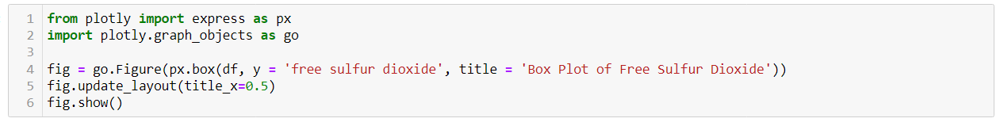 1 from plotly import express as px
2 import plotly.graph_objects as go
3
4 fig = go.Figure(px.box(df, y = 'free sulfur dioxide', title = 'Box Plot of Free Sulfur Dioxide'))
5 fig.update_layout(title_x=0.5)
6 fig.show()